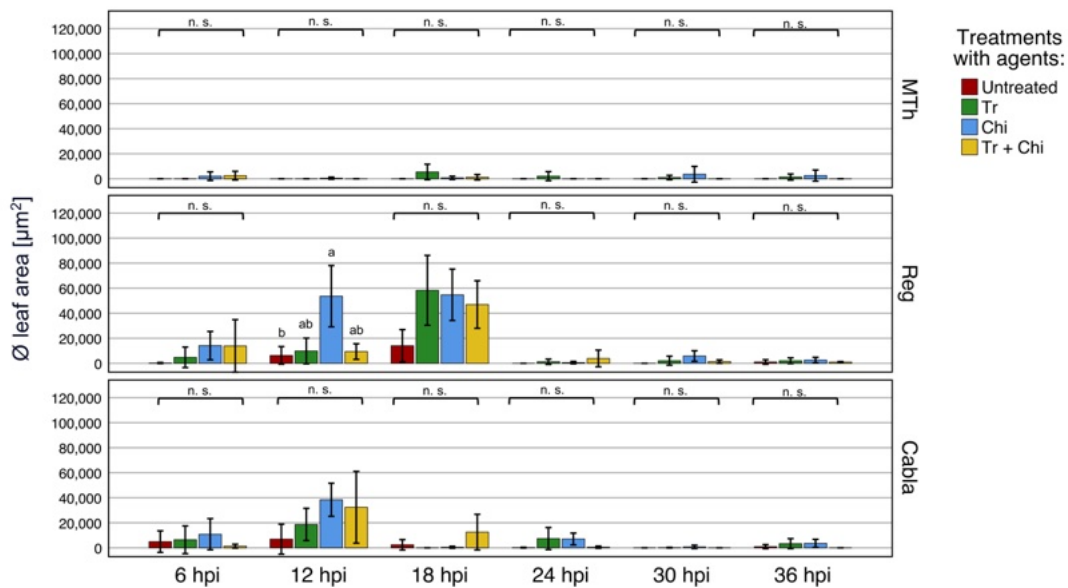 n. s. n. s. n. s. n. s. n. s. n. s.
120,000
100,000
80,000
60,000
40,000
20,000
0
MTh
Treatments
with agents:
Untreated
Tr
Chi
Tr + Chi
Ø leaf area [µm²]
n. s. n. s. n. s. n. s. n. s.
120,000
100,000
80,000
60,000
40,000
20,000
0
b ab a ab
Reg
n. s. n. s. n. s. n. s. n. s. n. s.
120,000
100,000
80,000
60,000
40,000
20,000
0
Cabla
6 hpi 12 hpi 18 hpi 24 hpi 30 hpi 36 hpi